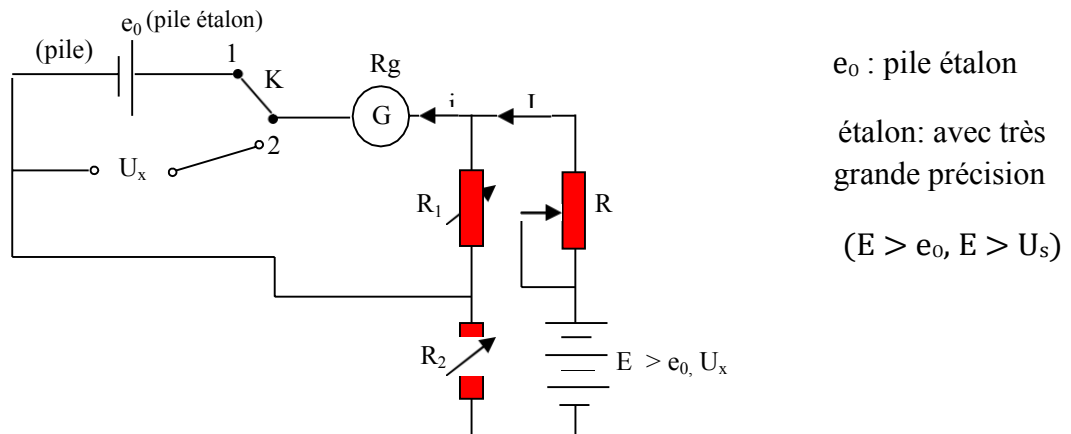 e₀ (pile étalon)
(pile)
1
K
Rg
i
I
G
2
Uₓ
R₁
R
R₂
E > e₀, Uₓ
e₀ : pile étalon
étalon: avec très
grande précision
(E > e₀, E > Uₛ)